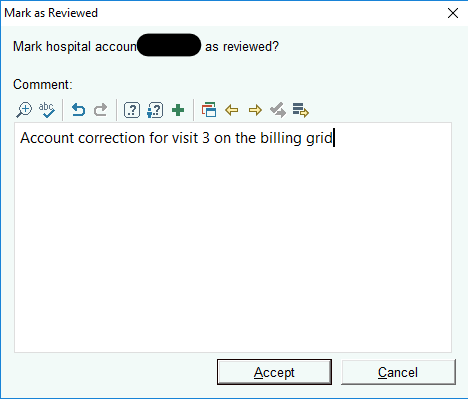 Mark as Reviewed
Mark hospital accoun as reviewed?
Comment:
abc
Account correction for visit 3 on the billing grid
Accept
Cancel